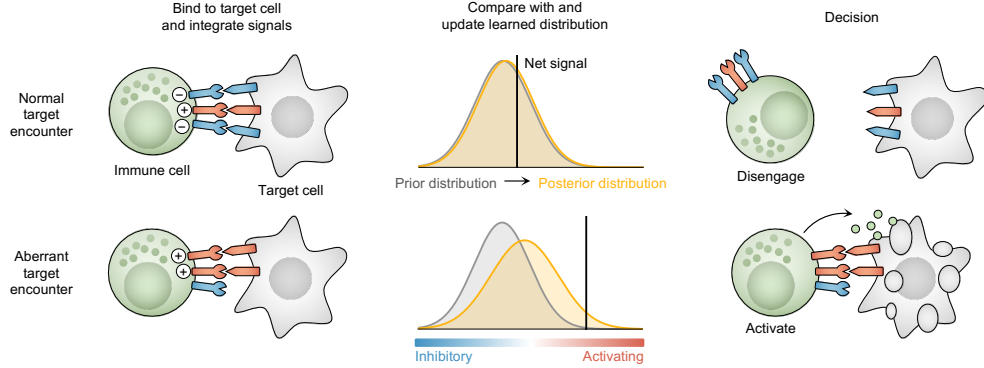 Bind to target cell
and integrate signals
Compare with and
update learned distribution
Decision
Normal
target
encounter
−
+
−
Immune cell
Target cell
Net signal
Prior distribution → Posterior distribution
Disengage
Aberrant
target
encounter
+
+
Inhibitory
Activating
Activate